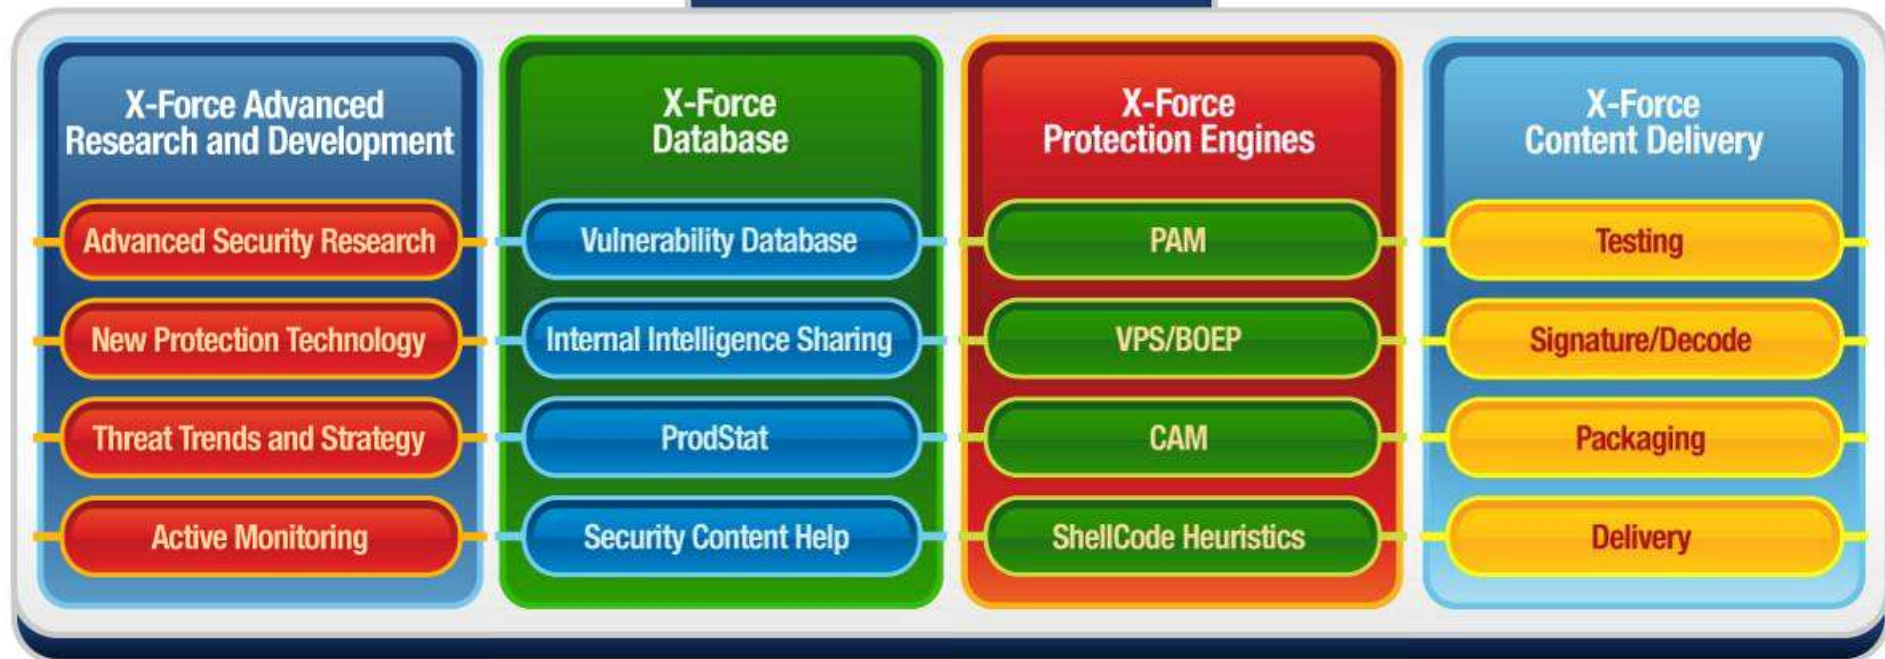 X-Force Advanced
Research and Development
Advanced Security Research
New Protection Technology
Threat Trends and Strategy
Active Monitoring
X-Force
Database
Vulnerability Database
Internal Intelligence Sharing
ProdStat
Security Content Help
X-Force
Protection Engines
PAM
VPS/BOEP
CAM
ShellCode Heuristics
X-Force
Content Delivery
Testing
Signature/Decode
Packaging
Delivery